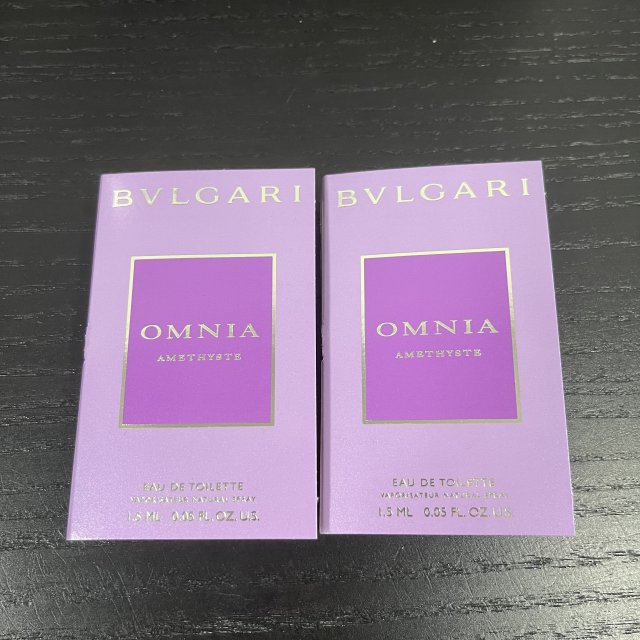 BVLGARI
OMNIA
AMETHYSTE
EAU DE TOILETTE
VAPORISATEUR NATURAL SPRAY
1.5 ML 0.05 FL. OZ. U.S.
BVLGARI
OMNIA
AMETHYSTE
EAU DE TOILETTE
VAPORISATEUR NATURAL SPRAY
1.5 ML 0.05 FL. OZ. U.S.